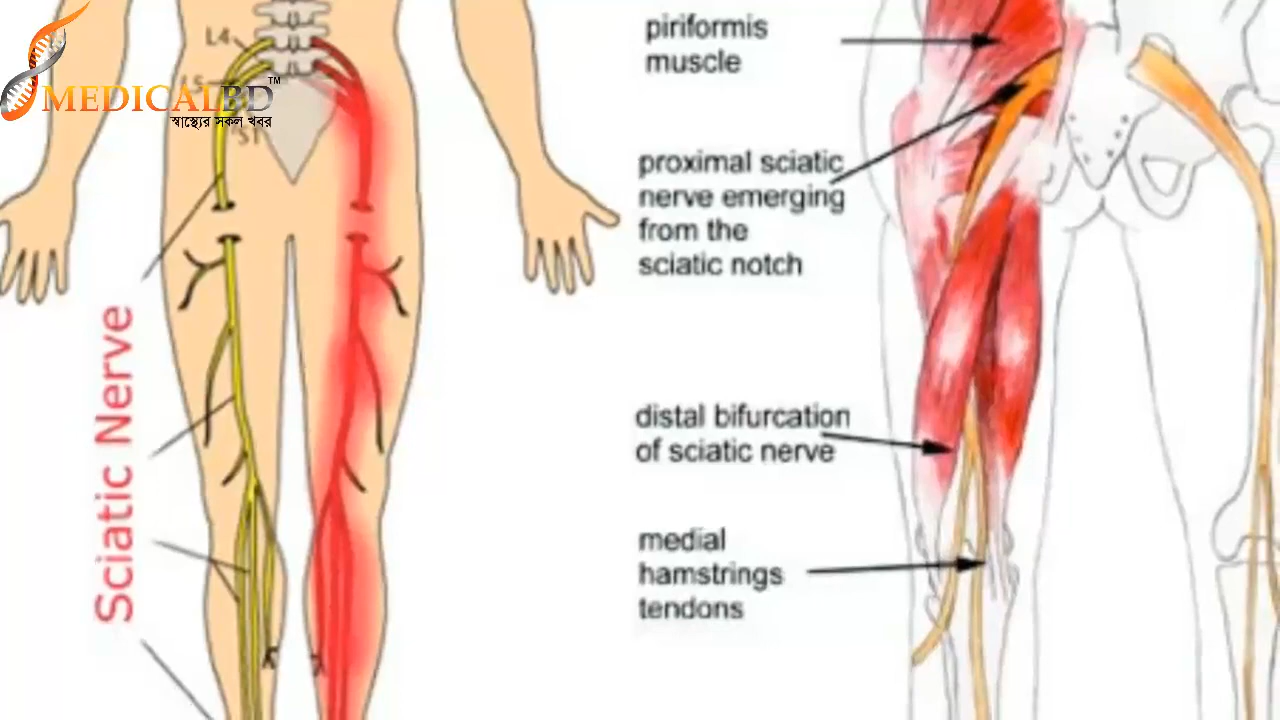 L4
L5
S1
MEDICALBD™
স্বাস্থ্যের সকল খবর
Sciatic Nerve
piriformis
muscle
proximal sciatic
nerve emerging
from the
sciatic notch
distal bifurcation
of sciatic nerve
medial
hamstrings
tendons